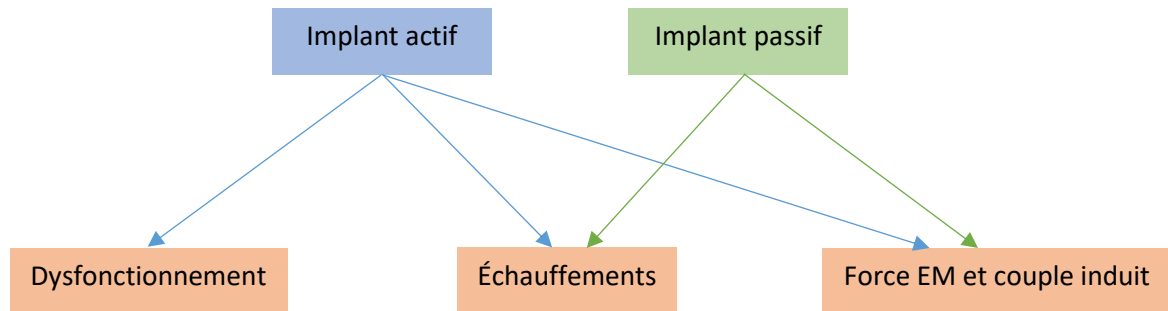 Implant actif
Implant passif
Dysfonctionnement
Échauffements
Force EM et couple induit